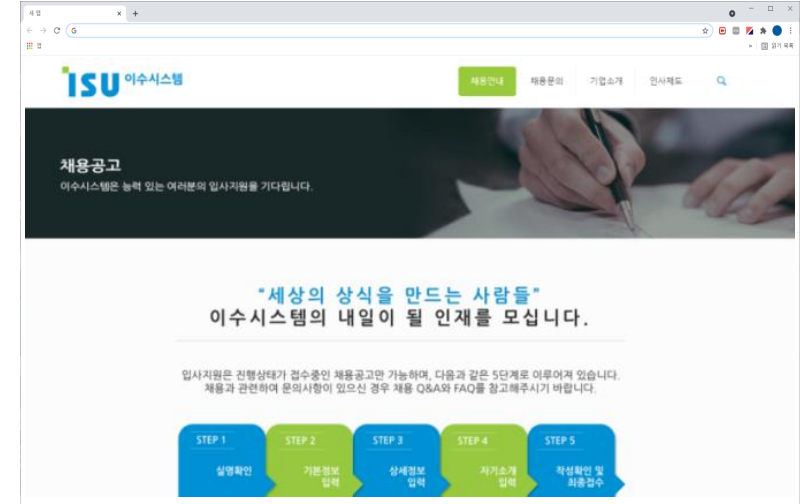 새 탭
앱
읽기 목록
ISU 이수시스템
채용안내 채용문의 기업소개 인사제도
채용공고
이수시스템은 능력 있는 여러분의 입사지원을 기다립니다.
"세상의 상식을 만드는 사람들"
이수시스템의 내일이 될 인재를 모십니다.
입사지원은 진행상태가 접수중인 채용공고만 가능하며, 다음과 같은 5단계로 이루어져 있습니다.
채용과 관련하여 문의사항이 있으신 경우 채용 Q&A와 FAQ를 참고해주시기 바랍니다.
STEP 1 STEP 2 STEP 3 STEP 4 STEP 5
실명확인 기본정보 상세정보 자기소개 작성확인 및
입력 입력 입력 최종접수